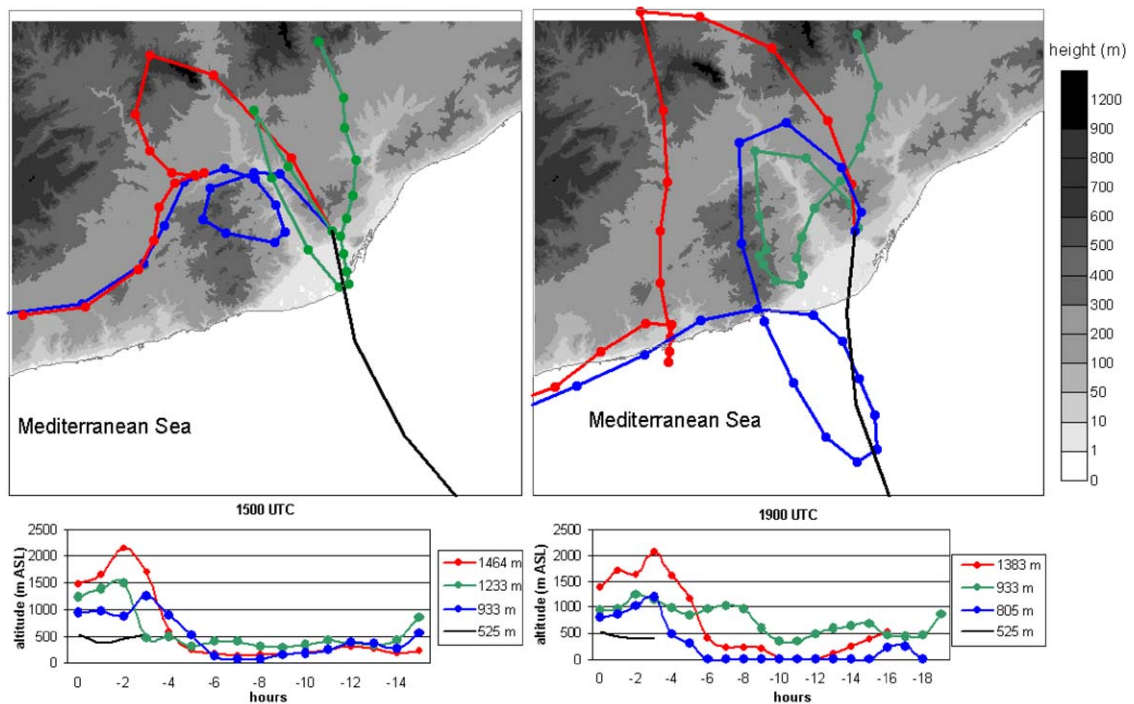 height (m)
1200
900
700
600
500
400
300
200
100
50
10
1
0
Mediterranean Sea
Mediterranean Sea
1500 UTC
altitude (m ASL)
2500
2000
1500
1000
500
0
0 -2 -4 -6 -8 -10 -12 -14
hours
1464 m
1233 m
933 m
525 m
1900 UTC
altitude (m ASL)
2500
2000
1500
1000
500
0
0 -2 -4 -6 -8 -10 -12 -14 -16 -18
hours
1383 m
933 m
805 m
525 m